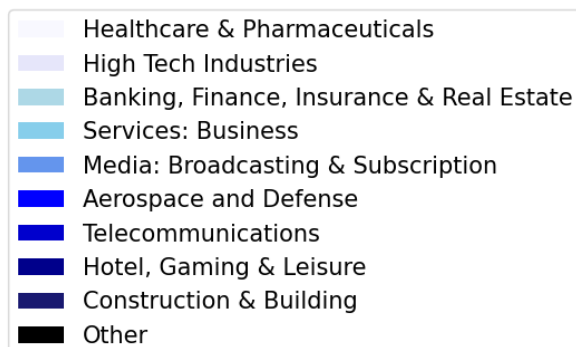 Healthcare & Pharmaceuticals
High Tech Industries
Banking, Finance, Insurance & Real Estate
Services: Business
Media: Broadcasting & Subscription
Aerospace and Defense
Telecommunications
Hotel, Gaming & Leisure
Construction & Building
Other